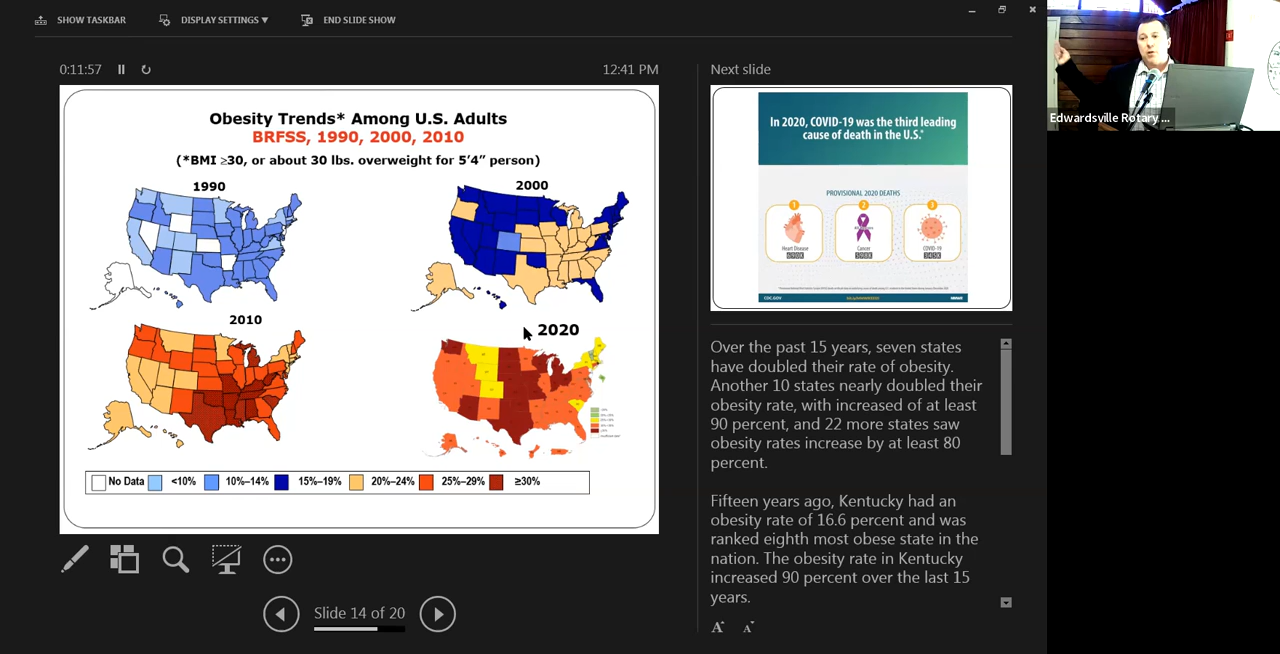 SHOW TASKBAR
DISPLAY SETTINGS ▼
END SLIDE SHOW
0:11:57
12:41 PM
Obesity Trends* Among U.S. Adults
BRFSS, 1990, 2000, 2010
(*BMI ≥30, or about 30 lbs. overweight for 5’4” person)
1990
2000
2010
2020
No Data
<10%
10%–14%
15%–19%
20%–24%
25%–29%
≥30%
Slide 14 of 20
Next slide
In 2020, COVID-19 was the third leading
cause of death in the U.S.*
PROVISIONAL 2020 DEATHS
1
2
3
Heart Disease
Cancer
COVID-19
690K
598K
345K
CDC.GOV
Over the past 15 years, seven states
have doubled their rate of obesity.
Another 10 states nearly doubled their
obesity rate, with increased of at least
90 percent, and 22 more states saw
obesity rates increase by at least 80
percent.
Fifteen years ago, Kentucky had an
obesity rate of 16.6 percent and was
ranked eighth most obese state in the
nation. The obesity rate in Kentucky
increased 90 percent over the last 15
years.
A A
Edwardsville Rotary...